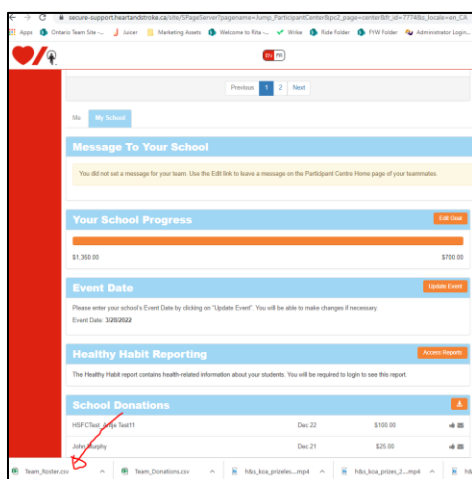 secure-support.heartandstroke.ca/site/SPageServer?pagename=Jump_ParticipantCenter&pc2_page=center&fr_id=7774&s_locale=en_CA
Apps Ontario Team Site -... Juicer Marketing Assets Welcome to Rise -... Wrike Ride Folder FYW Folder Administrator Login...
EN FR
Previous 1 2 Next
Me My School
Message To Your School
You did not set a message for your team. Use the Edit link to leave a message on the Participant Centre Home page of your teammates.
Your School Progress Edit Goal
$1,360.00 $700.00
Event Date Update Event
Please enter your school's Event Date by clicking on "Update Event". You will be able to make changes if necessary.
Event Date: 3/28/2022
Healthy Habit Reporting Access Reports
The Healthy Habit report contains health-related information about your students. You will be required to login to see this report.
School Donations
HSFCTest_ Test11 Dec 22 $100.00
John Murphy Dec 21 $25.00
Team_Roster.csv Team_Donations.csv h&s_koa_prizeles...mp4 h&s_koa_prizes_2...mp4